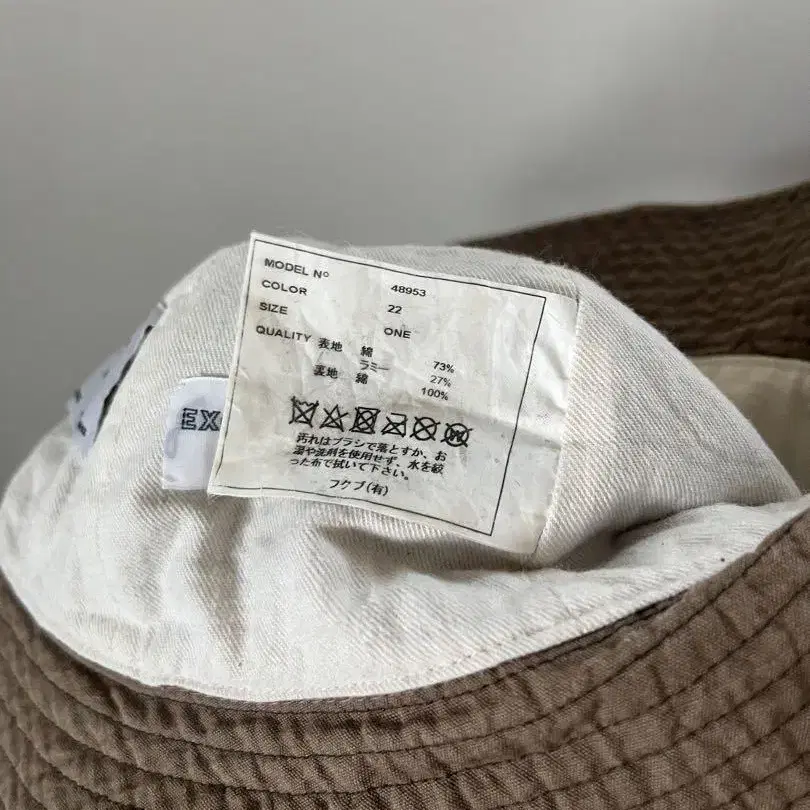 MODEL Nº 48953
COLOR 22
SIZE ONE
QUALITY 表地 綿 73%
ラミー 27%
裏地 綿 100%
汚れはブラシで落とすか、お
湯や洗剤を使用せず、水を絞
った布で拭いて下さい。
フクブ(有)
EX